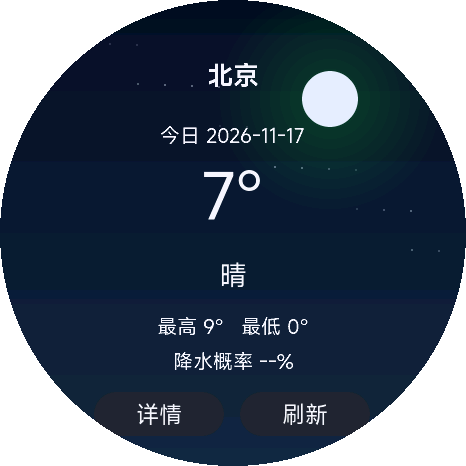 北京
今日 2026-11-17
7°
晴
最高 9° 最低 0°
降水概率 --%
详情 刷新